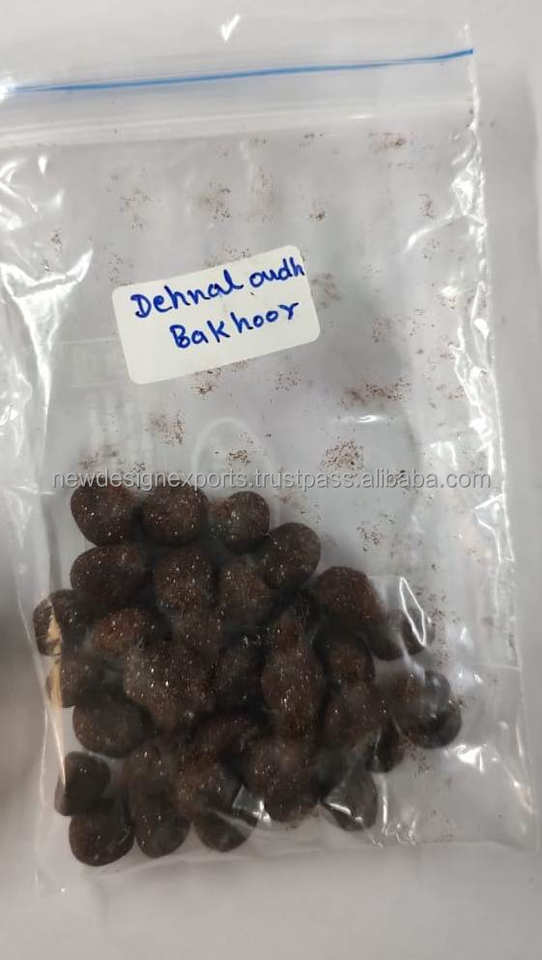 Dehnal oudh
Bakhoor
newdesignexports.trustpass.alibaba.com